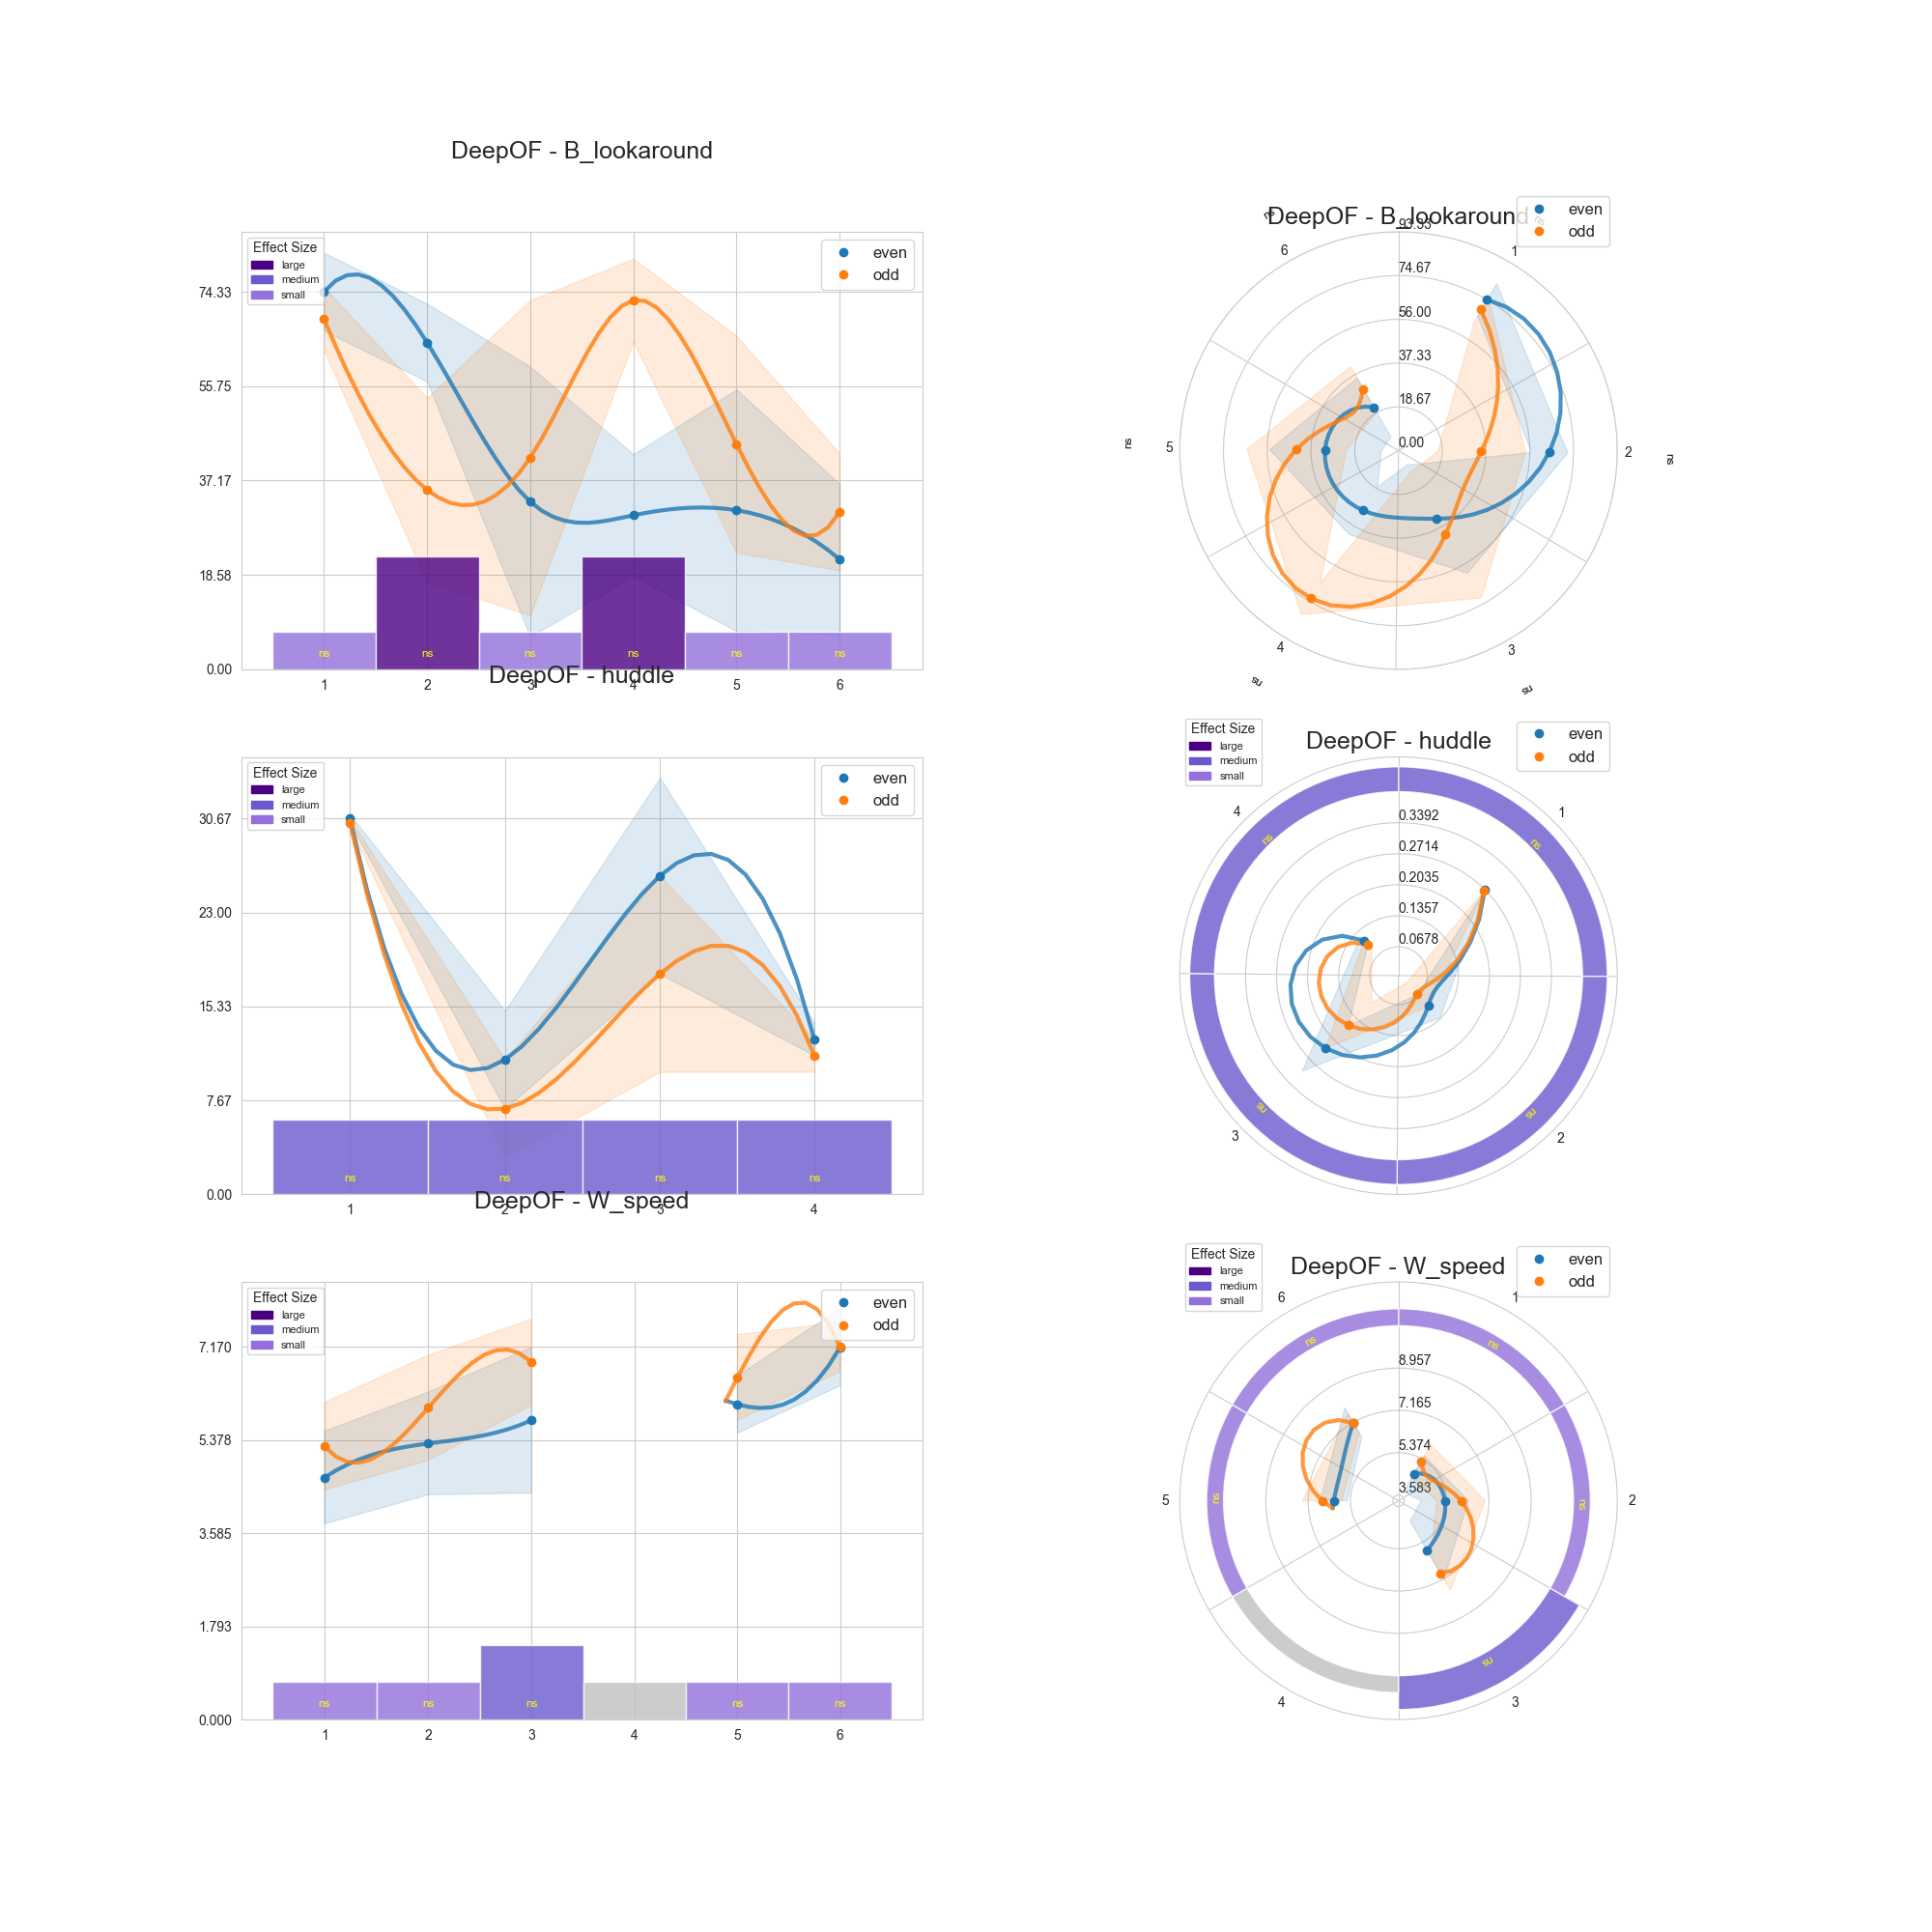 DeepOF - B_lookaround
Effect Size
large
medium
small
even
odd
74.33
55.75
37.17
18.58
0.00
ns ns ns ns ns ns
1 2 3 4 5 6
DeepOF - B_lookaround
even
odd
93.33
74.67
56.00
37.33
18.67
0.00
1
2
3
4
5
6
ns
ns
ns
ns
ns
ns
DeepOF - huddle
Effect Size
large
medium
small
even
odd
30.67
23.00
15.33
7.67
0.00
ns ns ns ns
1 2 3 4
DeepOF - huddle
Effect Size
large
medium
small
even
odd
0.3392
0.2714
0.2035
0.1357
0.0678
1
2
3
4
ns
ns
ns
ns
DeepOF - W_speed
Effect Size
large
medium
small
even
odd
7.170
5.378
3.585
1.793
0.000
ns ns ns ns ns
1 2 3 4 5 6
DeepOF - W_speed
Effect Size
large
medium
small
even
odd
8.957
7.165
5.374
3.583
1
2
3
4
5
6
ns
ns
ns
ns
ns